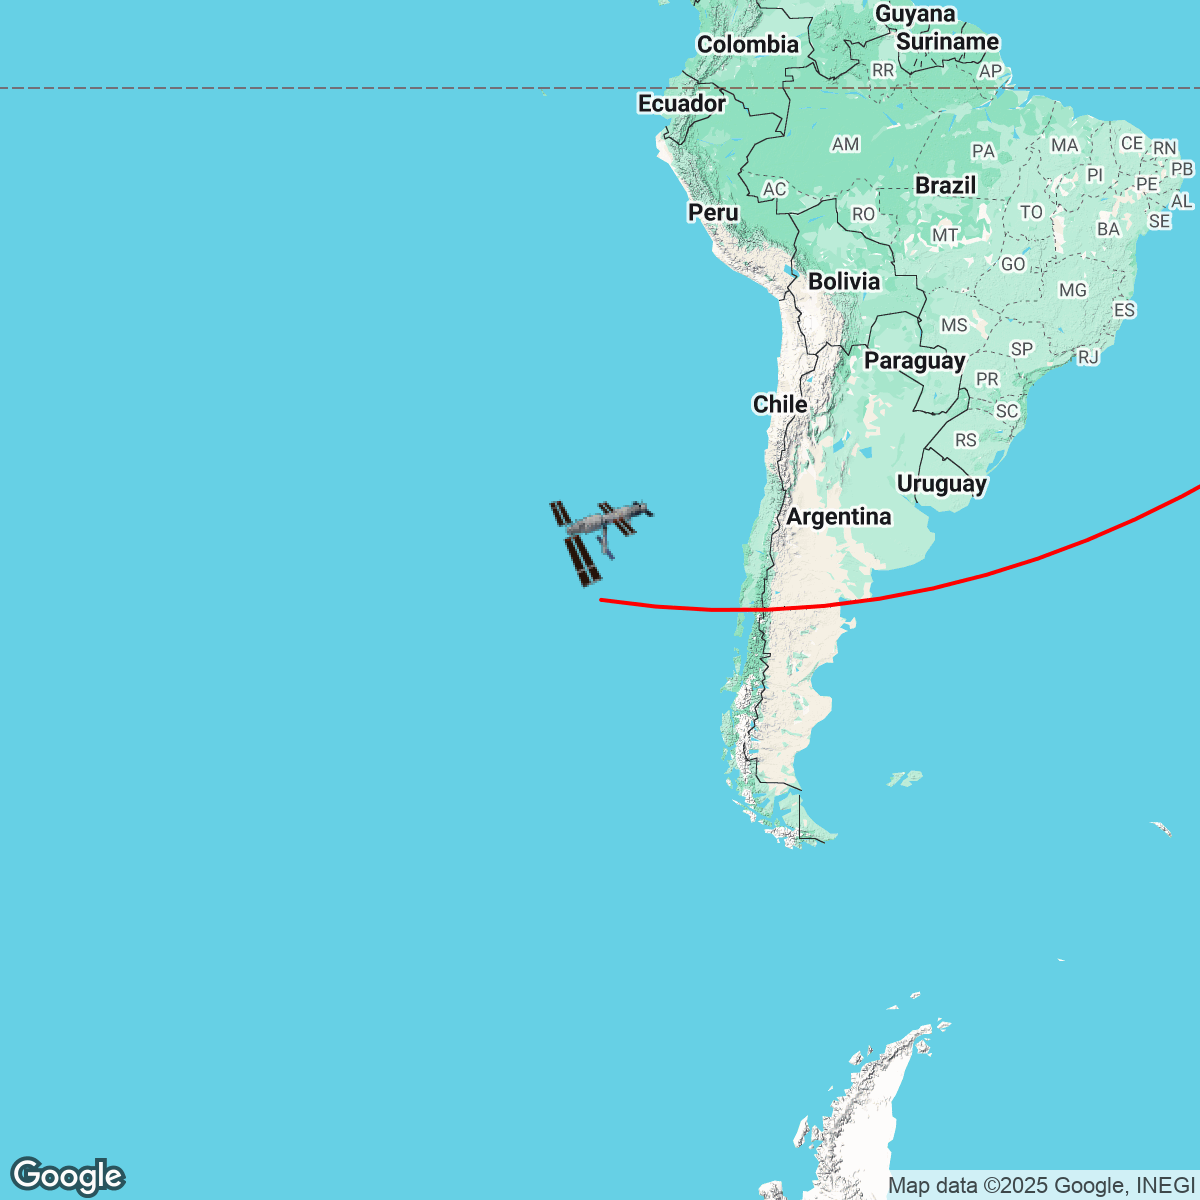 Guyana
Colombia
Suriname
RR
AP
Ecuador
AM
PA
MA
CE
RN
PB
PI
PE
AC
Brazil
AL
Peru
RO
TO
SE
MT
BA
GO
Bolivia
MG
ES
MS
SP
RJ
Paraguay
PR
Chile
SC
RS
Uruguay
Argentina
Google
Map data ©2025 Google, INEGI